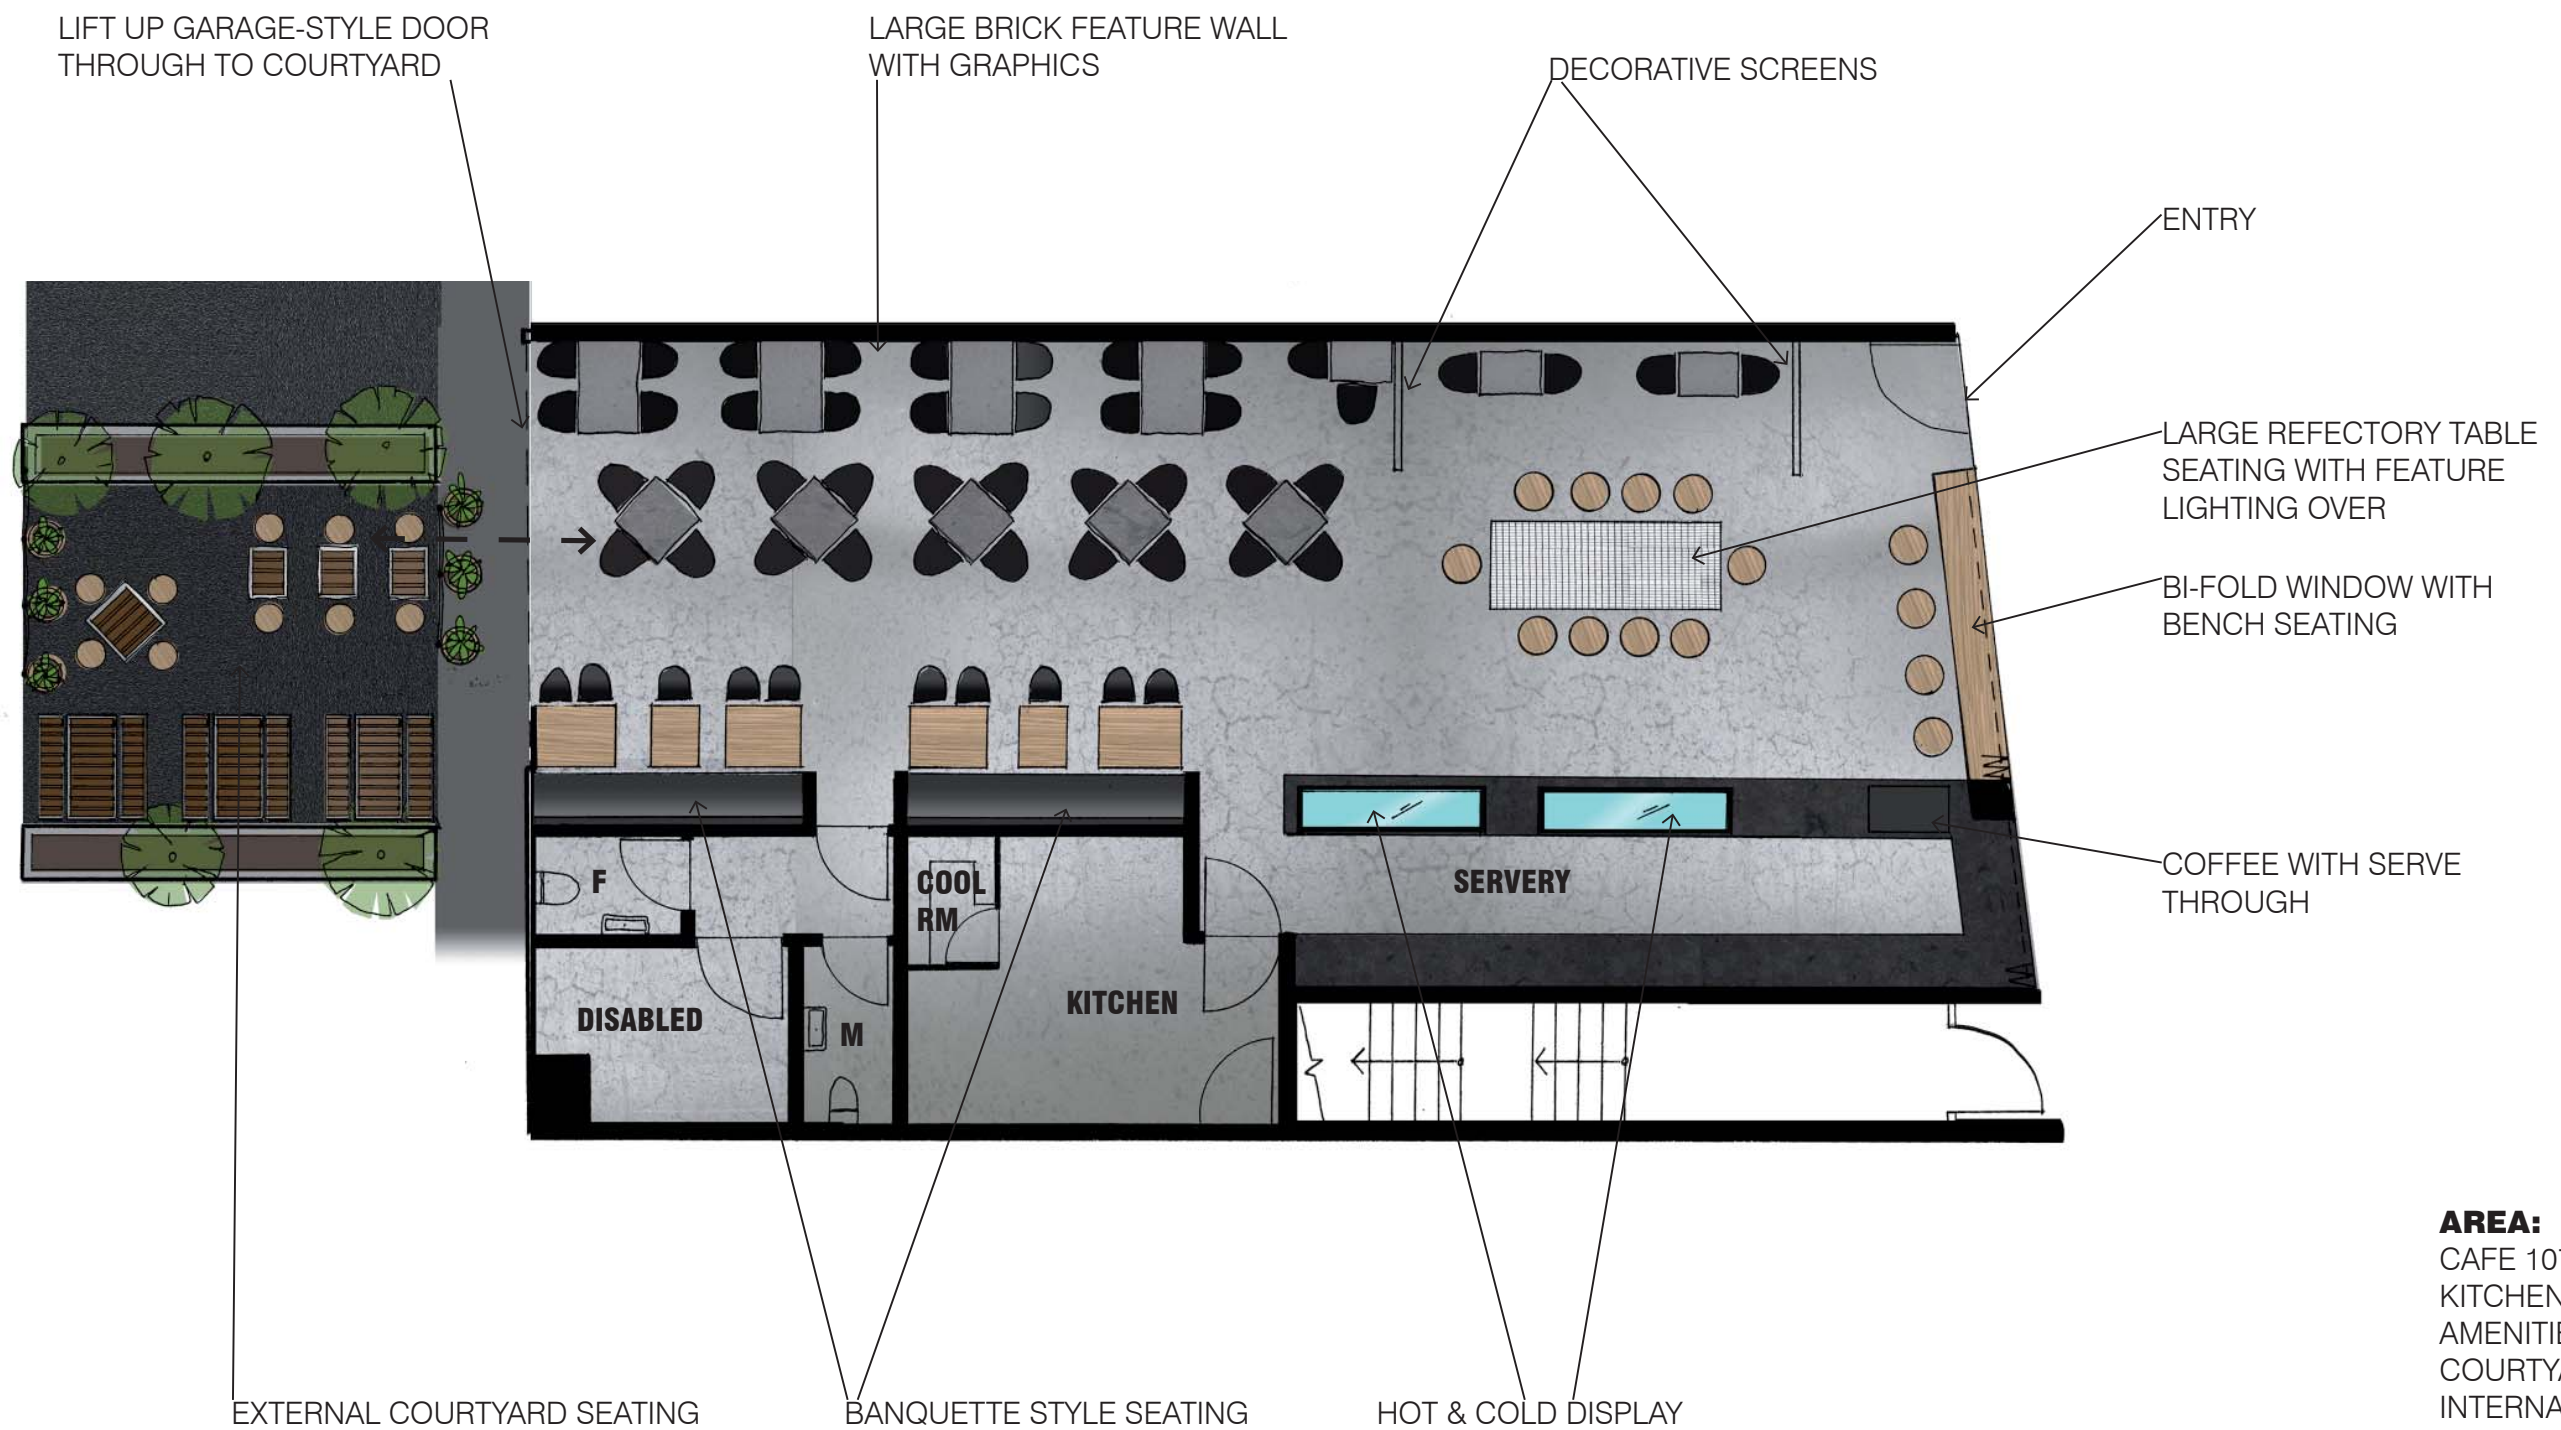 LIFT UP GARAGE-STYLE DOOR
THROUGH TO COURTYARD
LARGE BRICK FEATURE WALL
WITH GRAPHICS
DECORATIVE SCREENS
ENTRY
LARGE REFECTORY TABLE
SEATING WITH FEATURE
LIGHTING OVER
BI-FOLD WINDOW WITH
BENCH SEATING
COFFEE WITH SERVE
THROUGH
F
COOL
RM
SERVERY
DISABLED
M
KITCHEN
AREA:
CAFE
KITCHEN
EXTERNAL COURTYARD SEATING
BANQUETTE STYLE SEATING
HOT & COLD DISPLAY